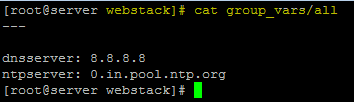 [root@server webstack]# cat group_vars/all
---
dnsserver: 8.8.8.8
ntpserver: 0.in.pool.ntp.org
[root@server webstack]#